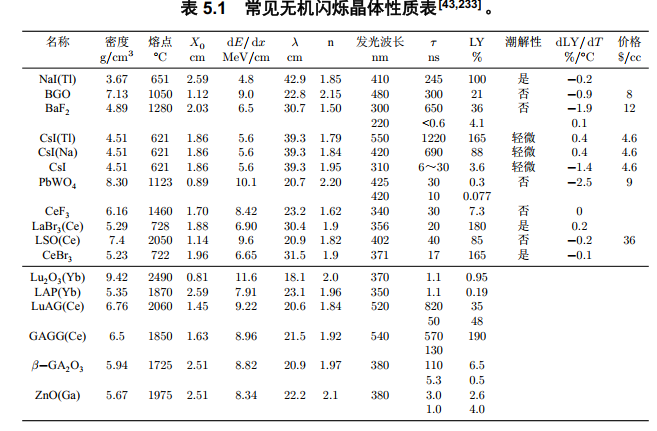 表 5.1 常见无机闪烁晶体性质表[43,233]。
名称 密度 熔点 X0 dE/dx λ n 发光波长 τ LY 潮解性 dLY/dT 价格
g/cm3 °C cm MeV/cm cm nm ns % %/°C $/cc
NaI(Tl) 3.67 651 2.59 4.8 42.9 1.85 410 245 100 是 −0.2
BGO 7.13 1050 1.12 9.0 22.8 2.15 480 300 21 否 −0.9 8
BaF2 4.89 1280 2.03 6.5 30.7 1.50 300 650 36 否 −1.9 12
220 <0.6 4.1 0.1
CsI(Tl) 4.51 621 1.86 5.6 39.3 1.79 550 1220 165 轻微 0.4 4.6
CsI(Na) 4.51 621 1.86 5.6 39.3 1.84 420 690 88 轻微 0.4 4.6
CsI 4.51 621 1.86 5.6 39.3 1.95 310 6~30 3.6 轻微 −1.4 4.6
PbWO4 8.30 1123 0.89 10.1 20.7 2.20 425 30 0.3 否 −2.5 9
420 10 0.077
CeF3 6.16 1460 1.70 8.42 23.2 1.62 340 30 7.3 否 0
LaBr3(Ce) 5.29 728 1.88 6.90 30.4 1.9 356 20 180 是 0.2
LSO(Ce) 7.4 2050 1.14 9.6 20.9 1.82 402 40 85 否 −0.2 36
CeBr3 5.23 722 1.96 6.65 31.5 1.9 371 17 165 是 −0.1
Lu2O3(Yb) 9.42 2490 0.81 11.6 18.1 2.0 370 1.1 0.95
LAP(Yb) 5.35 1870 2.59 7.91 23.1 1.96 350 1.1 0.19
LuAG(Ce) 6.76 2060 1.45 9.22 20.6 1.84 520 820 35
50 48
GAGG(Ce) 6.5 1850 1.63 8.96 21.5 1.92 540 570 190
130
β−GA2O3 5.94 1725 2.51 8.82 20.9 1.97 380 110 6.5
5.3 0.5
ZnO(Ga) 5.67 1975 2.51 8.34 22.2 2.1 380 3.0 2.6
1.0 4.0